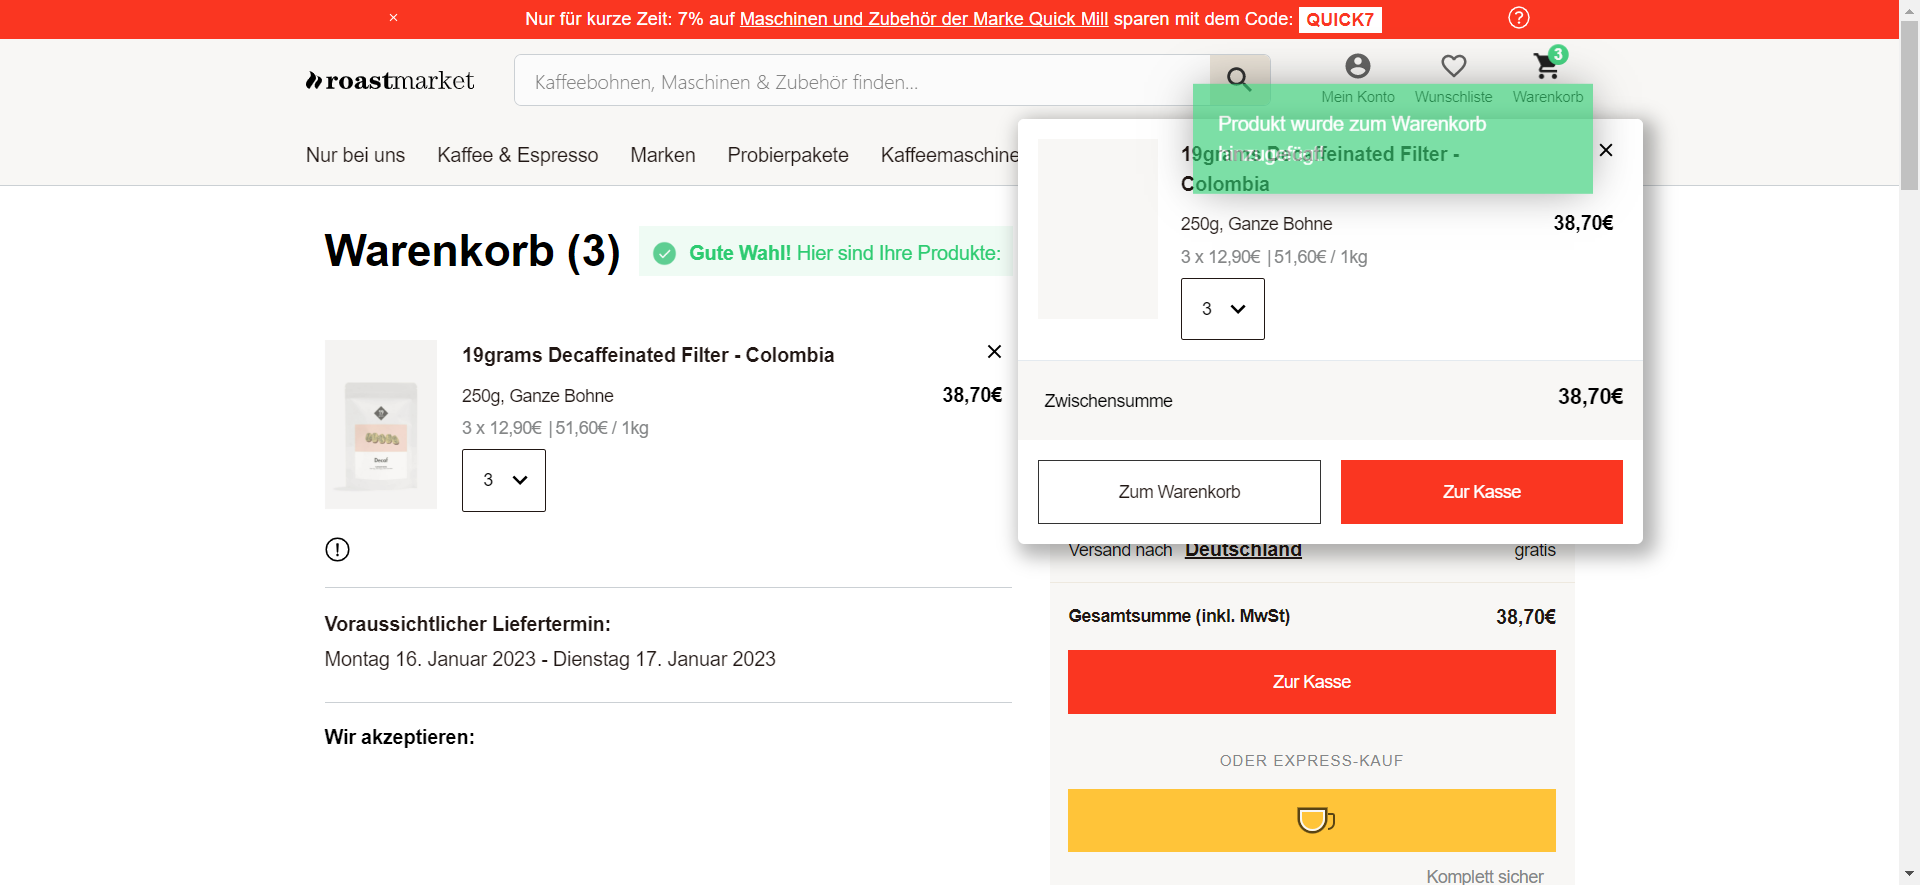 Nur für kurze Zeit: 7% auf Maschinen und Zubehör der Marke Quick Mill sparen mit dem Code: QUICK7
roastmarket
Kaffeebohnen, Maschinen & Zubehör finden...
Mein Konto
Wunschliste
3
Warenkorb
Nur bei uns
Kaffee & Espresso
Marken
Probierpakete
Kaffeemaschine
Produkt wurde zum Warenkorb
hinzugefügt!
19grams Decaffeinated Filter -
Colombia
250g, Ganze Bohne
38,70€
3 x 12,90€ | 51,60€ / 1kg
3
Zwischensumme
38,70€
Zum Warenkorb
Zur Kasse
Warenkorb (3)
Gute Wahl! Hier sind Ihre Produkte:
19grams Decaffeinated Filter - Colombia
250g, Ganze Bohne
38,70€
3 x 12,90€ | 51,60€ / 1kg
3
Decaf
Voraussichtlicher Liefertermin:
Montag 16. Januar 2023 - Dienstag 17. Januar 2023
Wir akzeptieren:
Versand nach Deutschland
gratis
Gesamtsumme (inkl. MwSt)
38,70€
Zur Kasse
ODER EXPRESS-KAUF
Komplett sicher